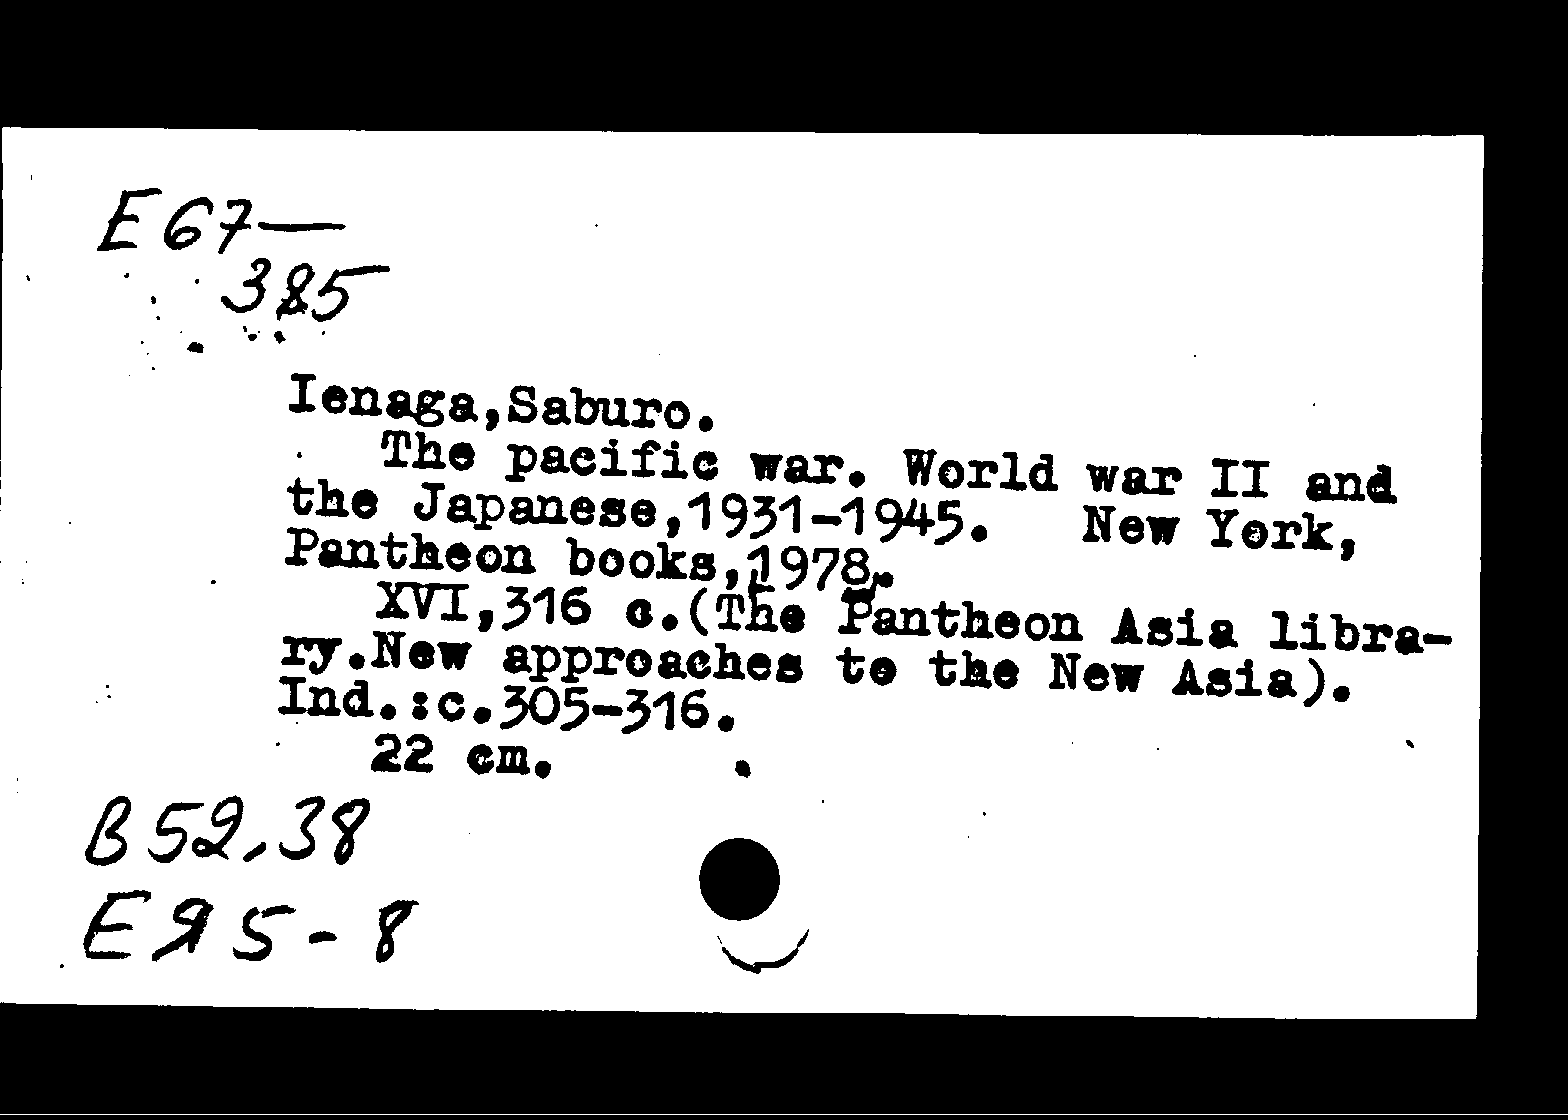 E67—
385
Ienaga,Saburo.
The pacific war. World war II and
the Japanese,1931-1945. New York,
Pantheon books,1978.
XVI,316 c.(The Pantheon Asia libra-
ry.New approaches to the New Asia).
Ind.:c.305-316.
22 cm.
B52,38
EЯ5-8